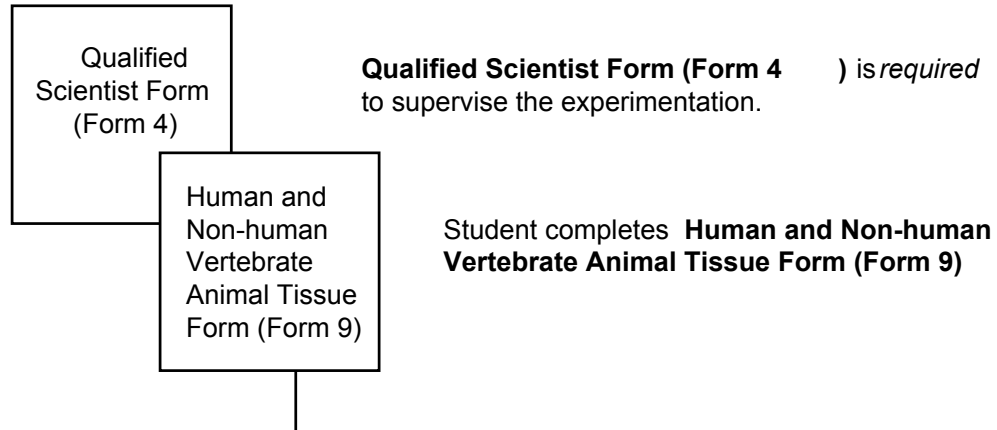 Qualified
Scientist Form
(Form 4)
Qualified Scientist Form (Form 4 ) is required
to supervise the experimentation.
Human and
Non-human
Vertebrate
Animal Tissue
Form (Form 9)
Student completes Human and Non-human
Vertebrate Animal Tissue Form (Form 9)